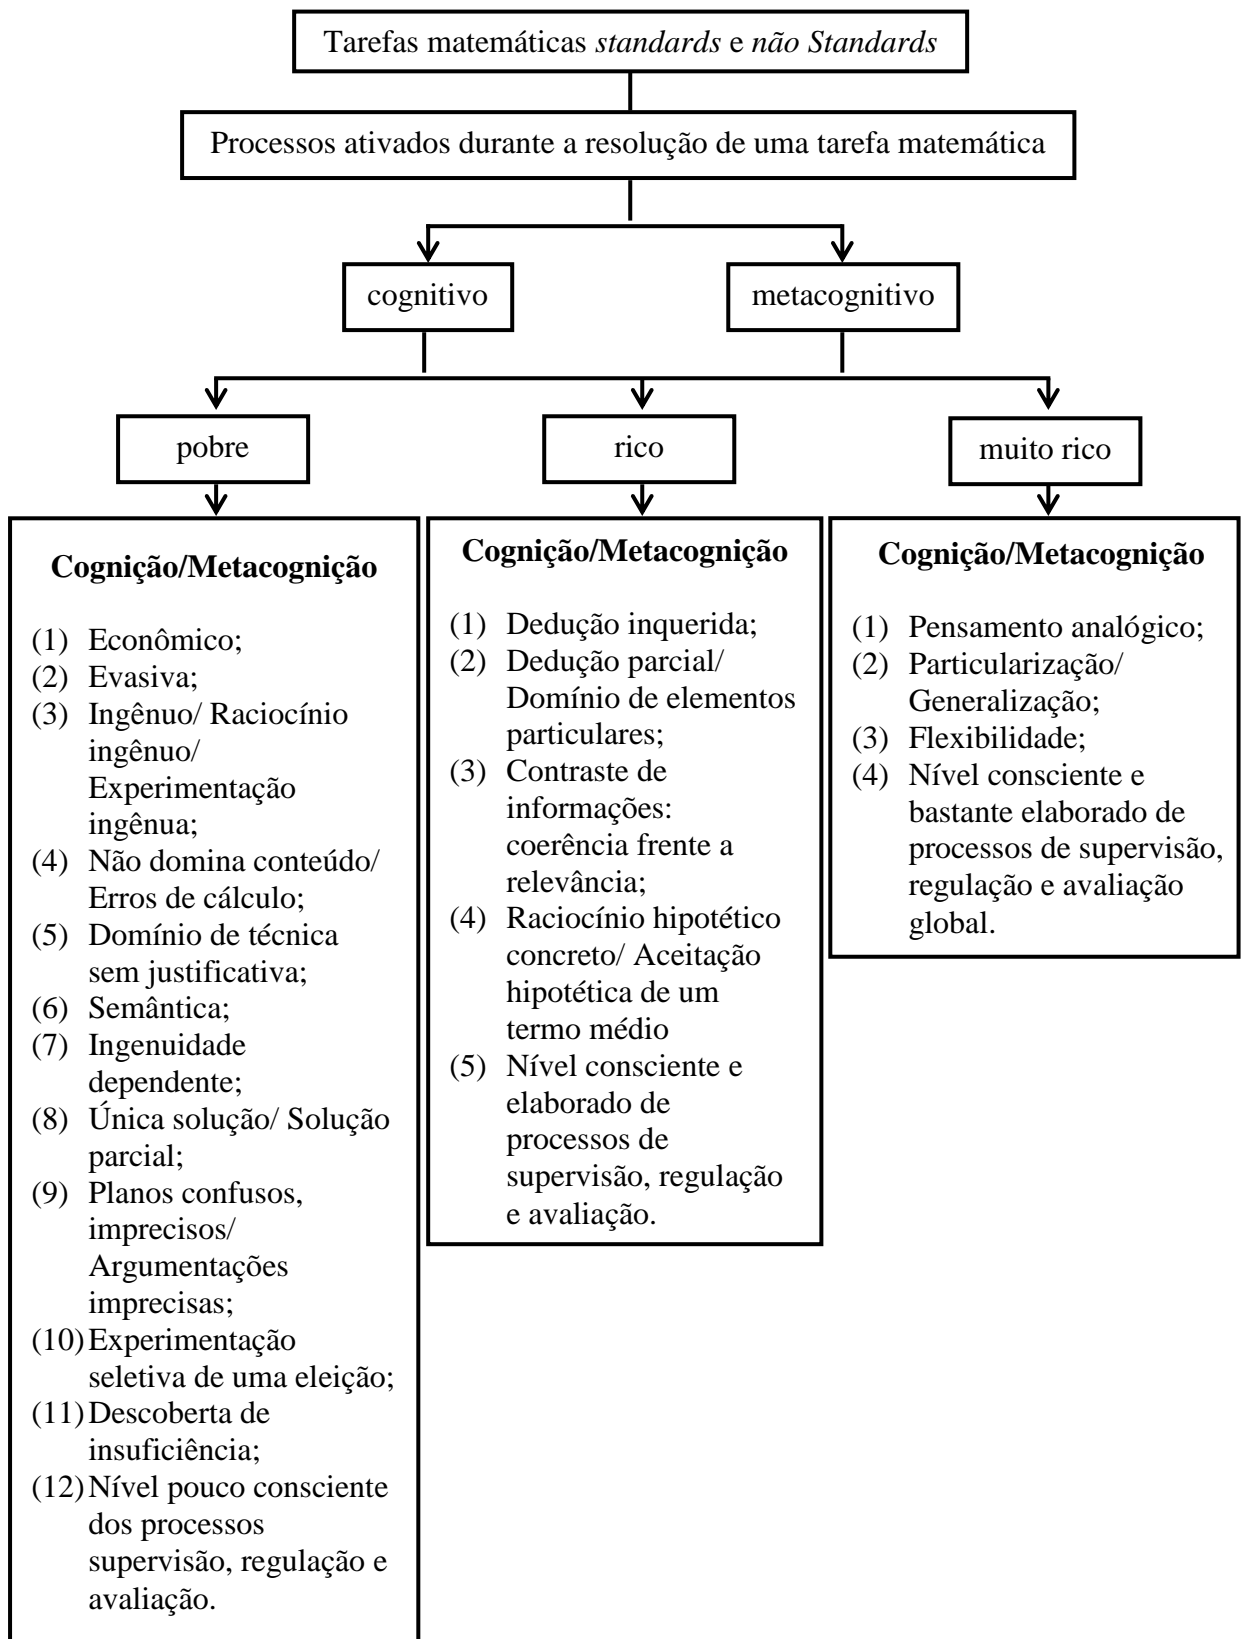 Tarefas matemáticas standards e não Standards
Processos ativados durante a resolução de uma tarefa matemática
cognitivo
metacognitivo
pobre
rico
muito rico
Cognição/Metacognição
(1) Econômico;
(2) Evasiva;
(3) Ingênuo/ Raciocínio
ingênuo/
Experimentação
ingênua;
(4) Não domina conteúdo/
Erros de cálculo;
(5) Domínio de técnica
sem justificativa;
(6) Semântica;
(7) Ingenuidade
dependente;
(8) Única solução/ Solução
parcial;
(9) Planos confusos,
imprecisos/
Argumentações
imprecisas;
(10) Experimentação
seletiva de uma eleição;
(11) Descoberta de
insuficiência;
(12) Nível pouco consciente
dos processos
supervisão, regulação e
avaliação.
Cognição/Metacognição
(1) Dedução inquerida;
(2) Dedução parcial/
Domínio de elementos
particulares;
(3) Contraste de
informações:
coerência frente a
relevância;
(4) Raciocínio hipotético
concreto/ Aceitação
hipotética de um
termo médio
(5) Nível consciente e
elaborado de
processos de
supervisão, regulação
e avaliação.
Cognição/Metacognição
(1) Pensamento analógico;
(2) Particularização/
Generalização;
(3) Flexibilidade;
(4) Nível consciente e
bastante elaborado de
processos de supervisão,
regulação e avaliação
global.